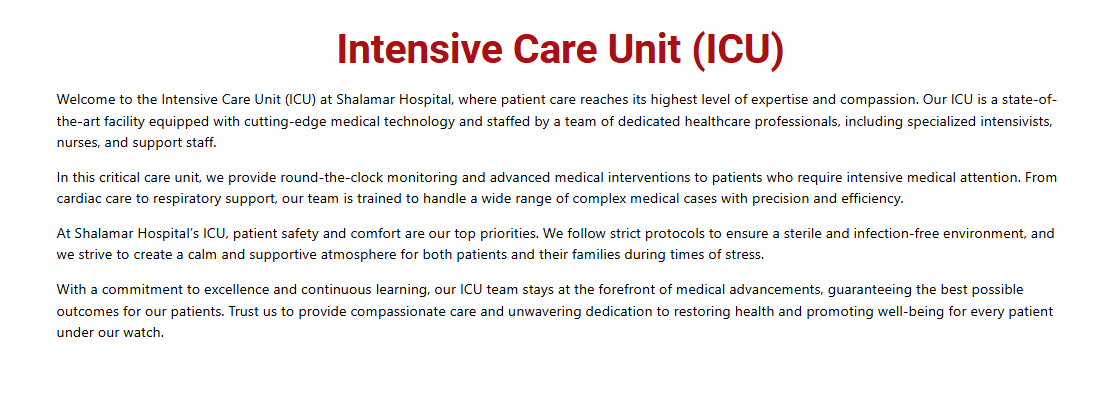 Intensive Care Unit (ICU)
Welcome to the Intensive Care Unit (ICU) at Shalamar Hospital, where patient care reaches its highest level of expertise and compassion. Our ICU is a state-of-
the-art facility equipped with cutting-edge medical technology and staffed by a team of dedicated healthcare professionals, including specialized intensivists,
nurses, and support staff.
In this critical care unit, we provide round-the-clock monitoring and advanced medical interventions to patients who require intensive medical attention. From
cardiac care to respiratory support, our team is trained to handle a wide range of complex medical cases with precision and efficiency.
At Shalamar Hospital's ICU, patient safety and comfort are our top priorities. We follow strict protocols to ensure a sterile and infection-free environment, and
we strive to create a calm and supportive atmosphere for both patients and their families during times of stress.
With a commitment to excellence and continuous learning, our ICU team stays at the forefront of medical advancements, guaranteeing the best possible
outcomes for our patients. Trust us to provide compassionate care and unwavering dedication to restoring health and promoting well-being for every patient
under our watch.